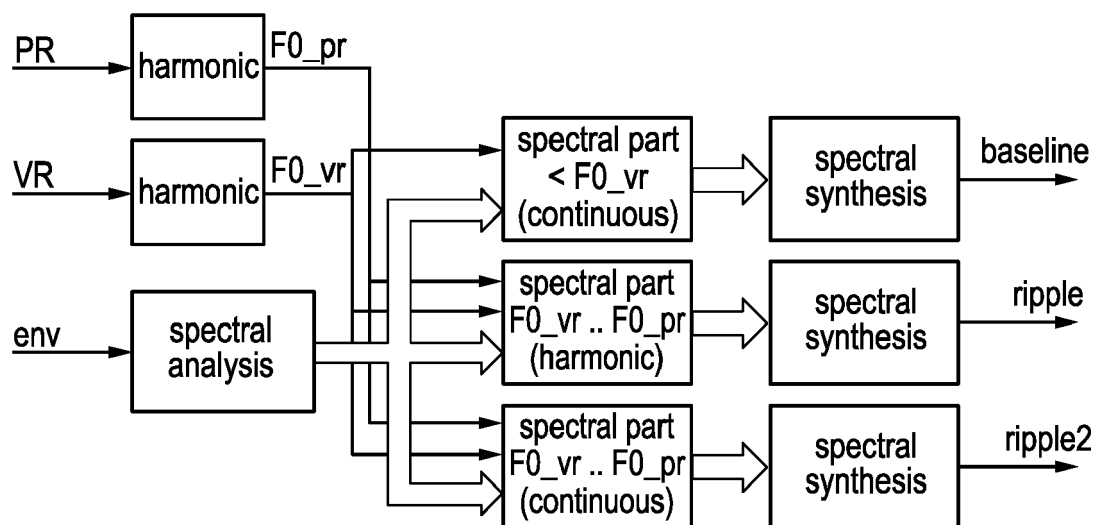 PR
harmonic
F0_pr
VR
harmonic
F0_vr
env
spectral
analysis
spectral part
< F0_vr
(continuous)
spectral
synthesis
baseline
spectral part
F0_vr .. F0_pr
(harmonic)
spectral
synthesis
ripple
spectral part
F0_vr .. F0_pr
(continuous)
spectral
synthesis
ripple2